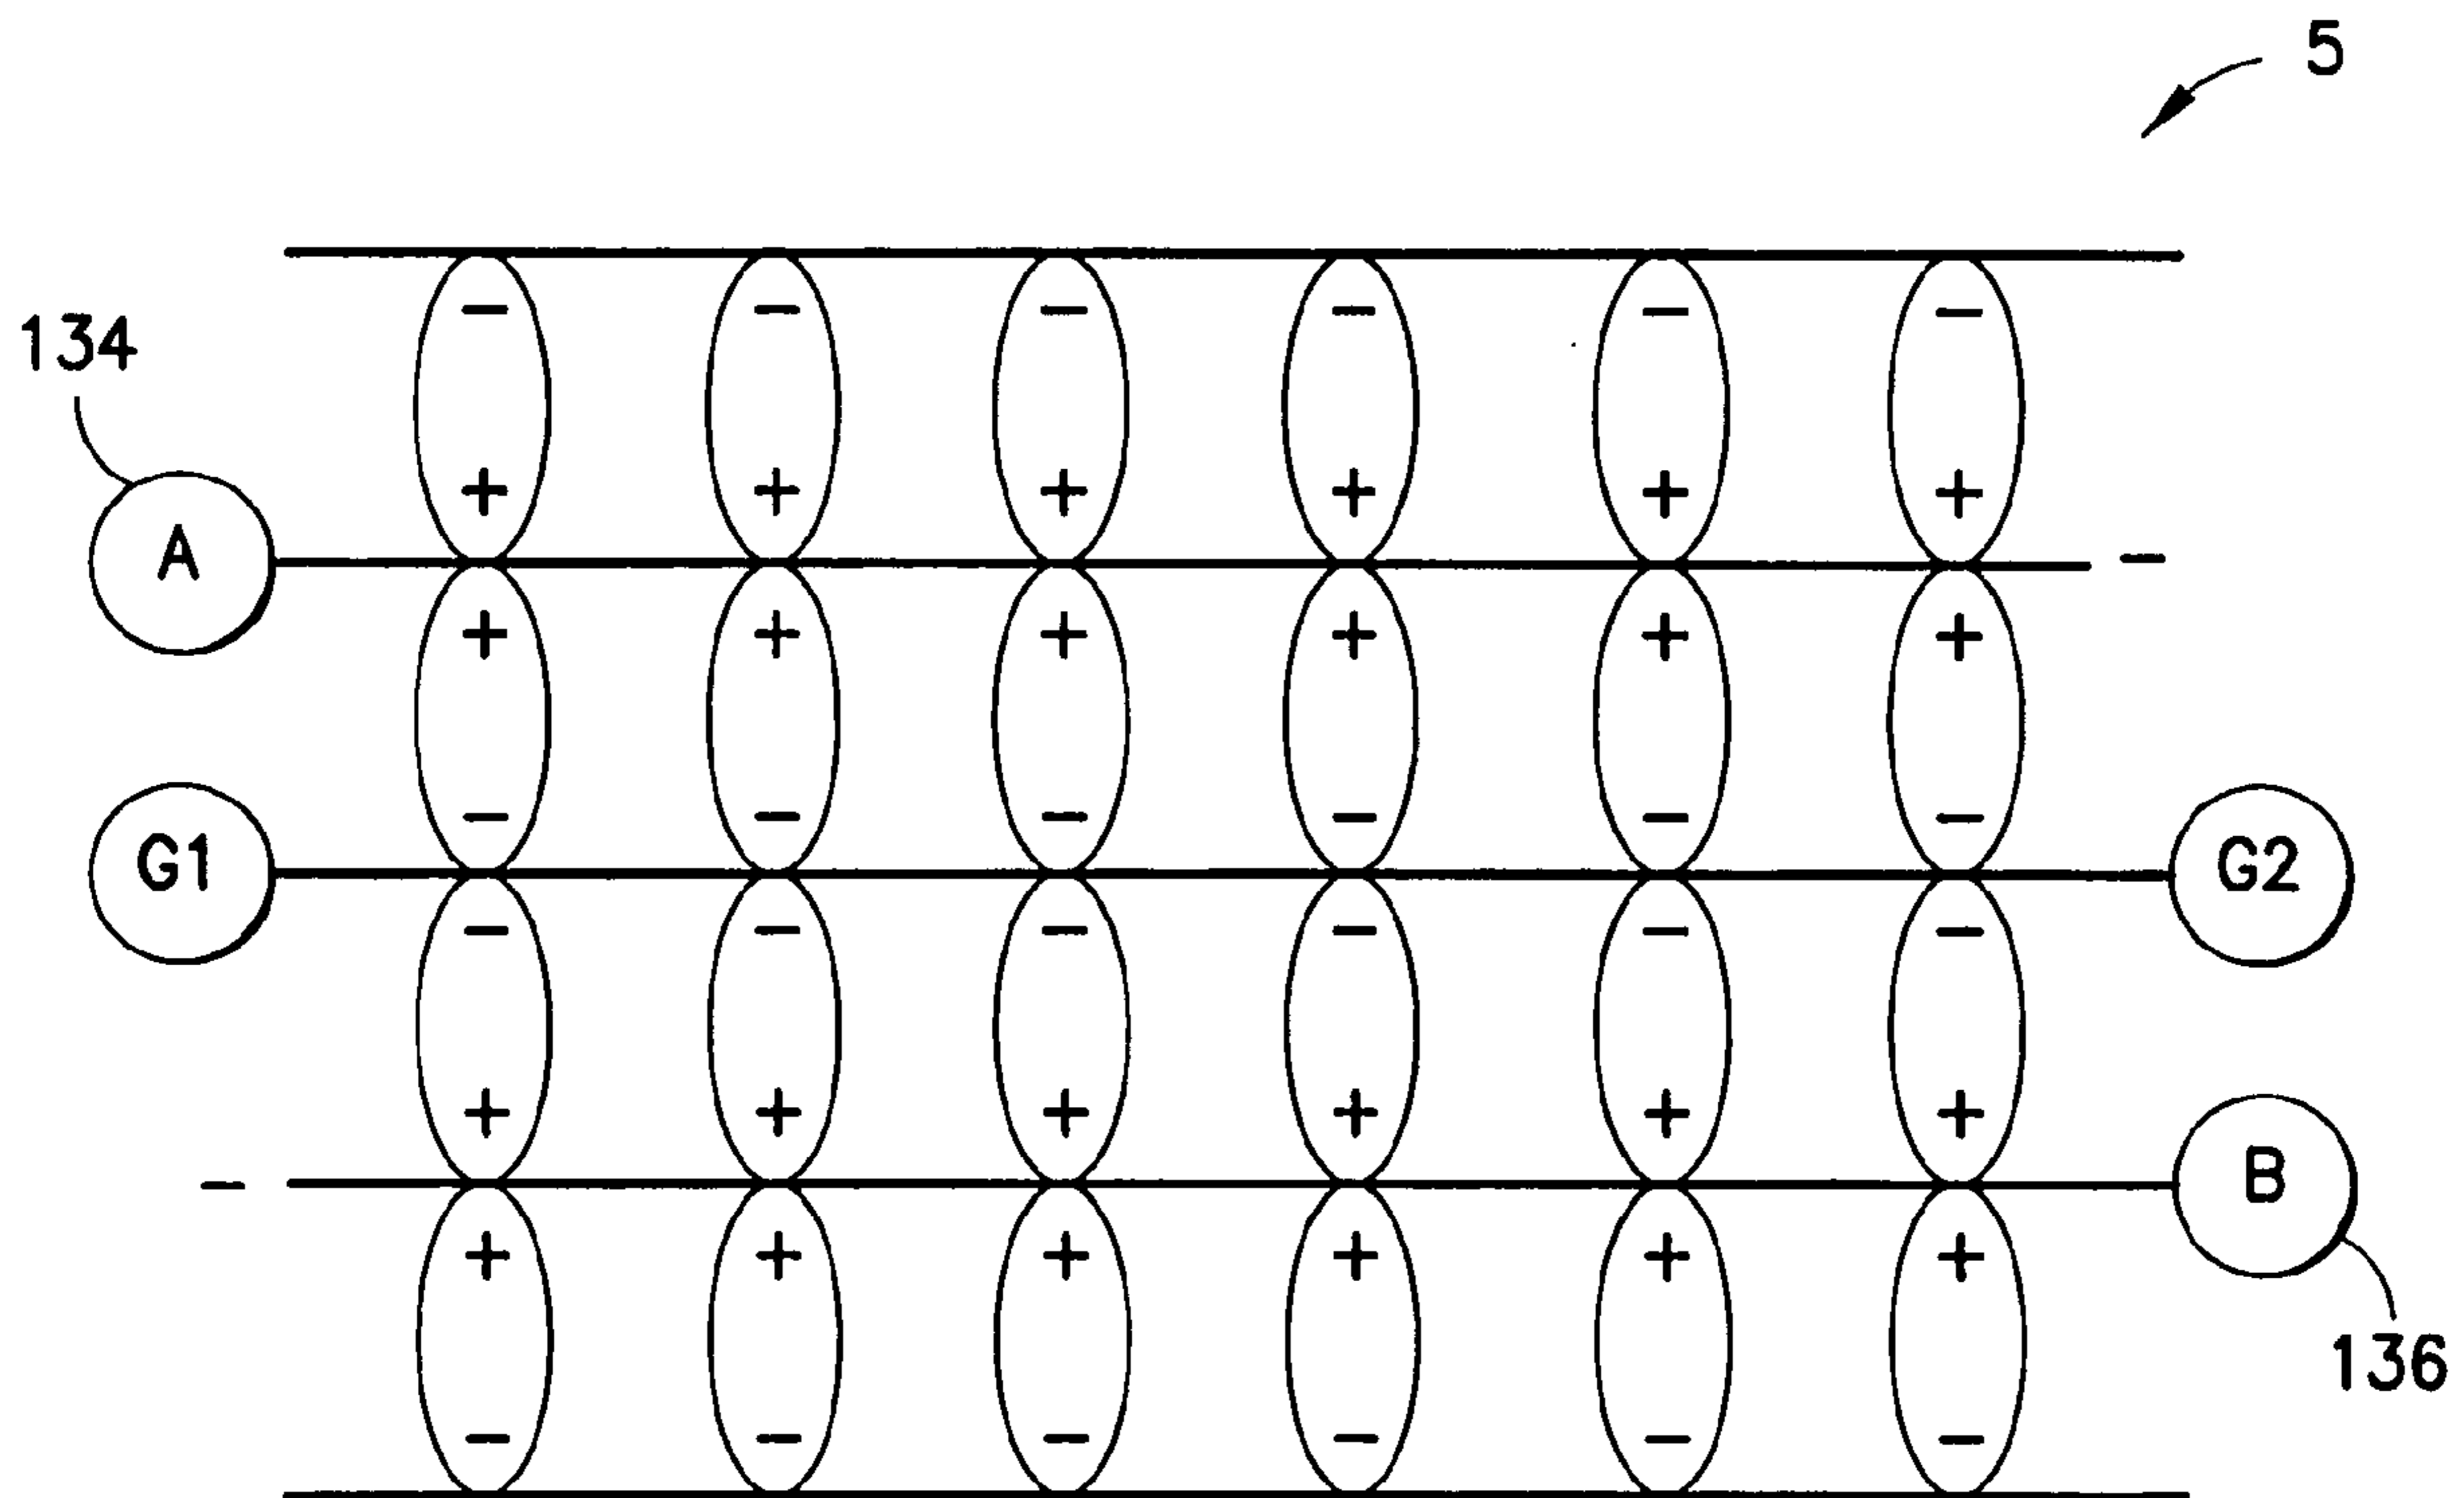 5
− − − − − −
134
+ + + + + +
A −
+ + + + + +
− − − − − −
G1 G2
− − − − − −
+ + + + + +
− B
+ + + + + +
136
− − − − − −